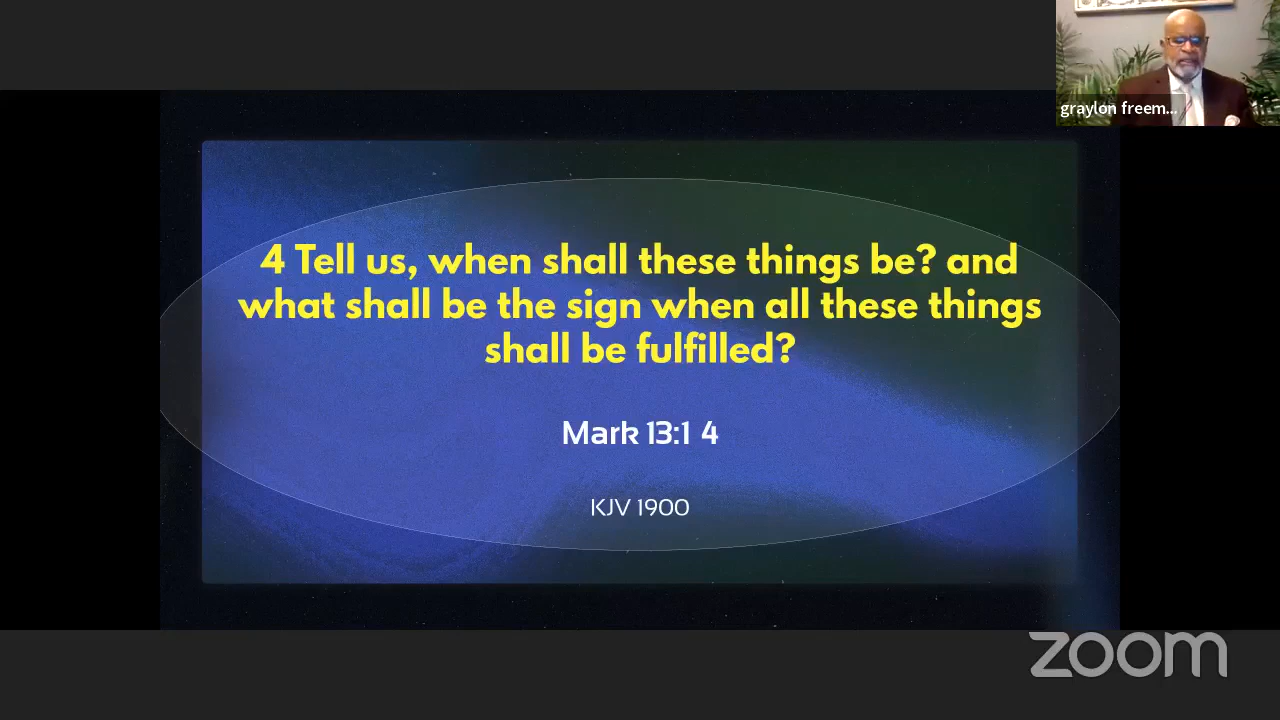 graylon freem...
4 Tell us, when shall these things be? and
what shall be the sign when all these things
shall be fulfilled?
Mark 13:1 4
KJV 1900
zoom